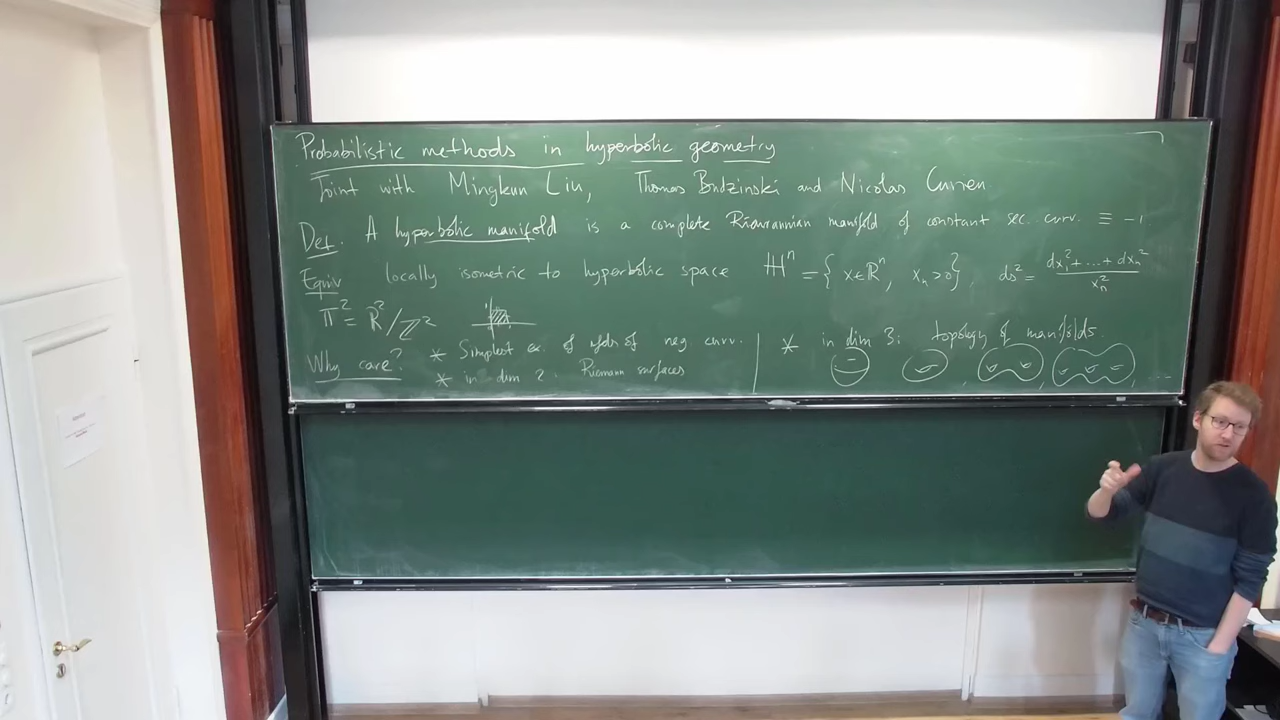 Probabilistic methods in hyperbolic geometry
Joint with Mingkun Liu, Thomas Budzinski and Nicolas Curien.
Def. A hyperbolic manifold is a complete Riemannian manifold of constant sec. curv. ≡ -1
Equiv locally isometric to hyperbolic space ℍⁿ = { x∈ℝⁿ, xₙ>0 }, ds² = (dx₁² + ... + dxₙ²)/xₙ²
𝕋² = ℝ²/ℤ²
Why care? * Simplest ex. of mfds of neg curv.
* in dim 2: Riemann surfaces
* in dim 3: topology of manifolds.